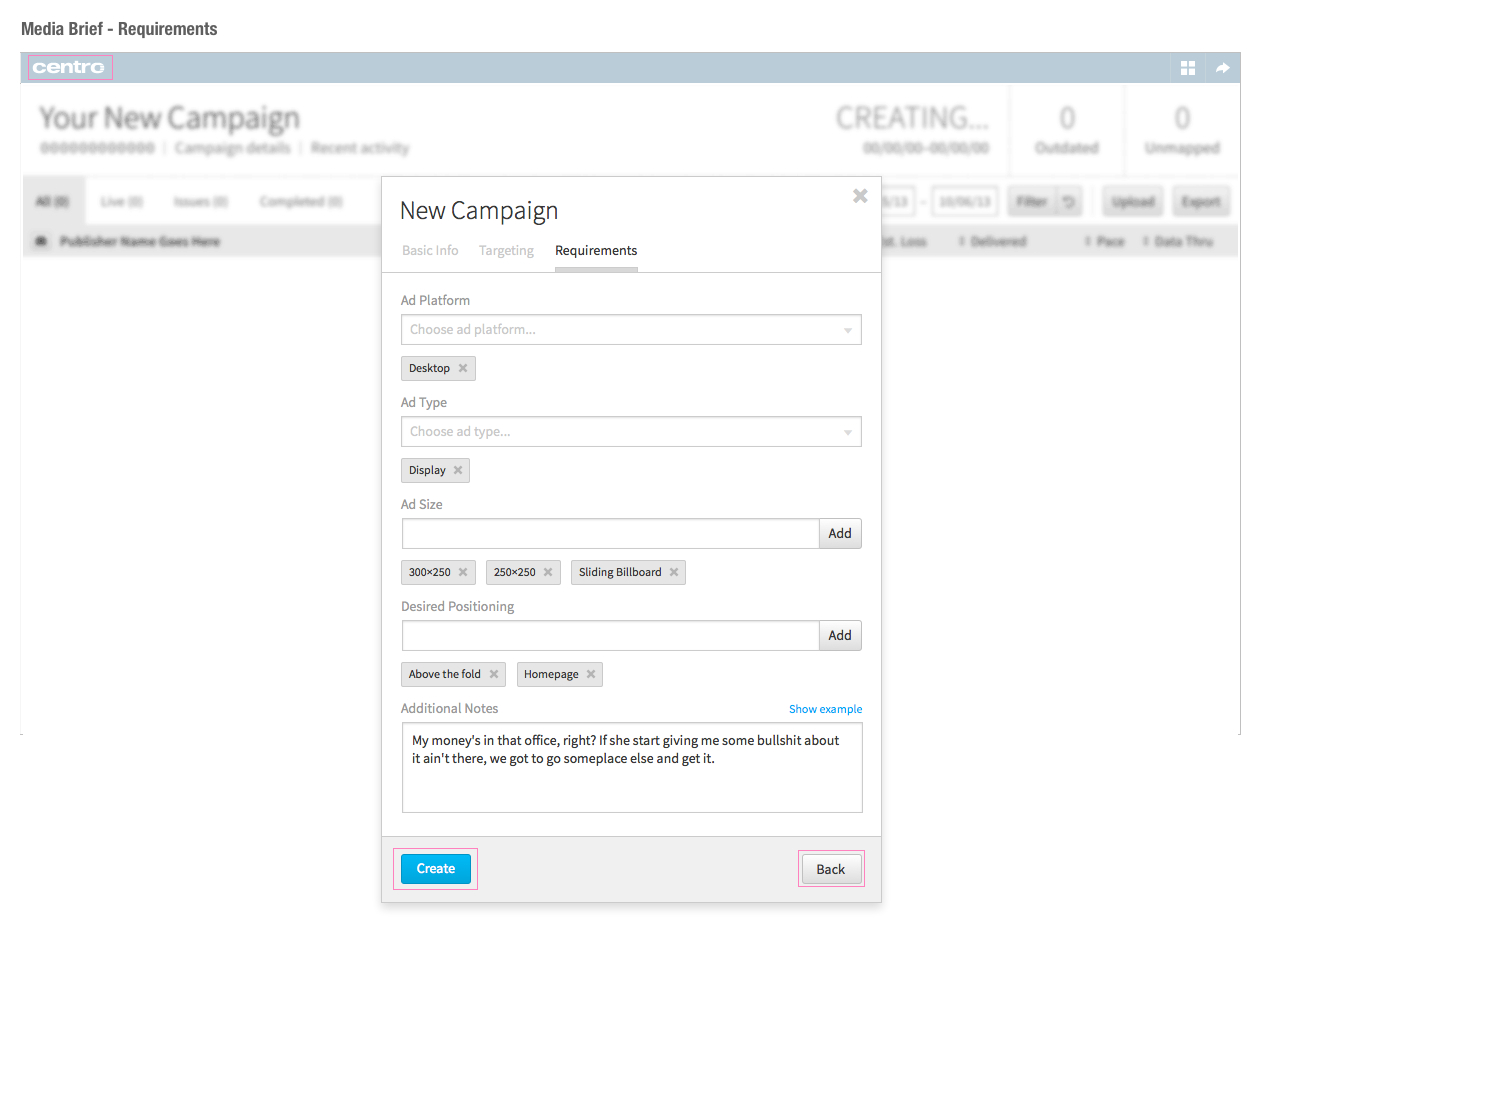 Media Brief - Requirements
centro
Your New Campaign
CREATING...
0
0
000000000000 | Campaign details | Recent activity
00/00/00-00/00/00
Outdated
Unmapped
All (0)
Live (0)
Issues (0)
Completed (0)
5/13 - 10/06/13
Filter
Upload
Export
Publisher Name Goes Here
st. Loss
Delivered
Pace
Data Thru
New Campaign
Basic Info
Targeting
Requirements
Ad Platform
Choose ad platform...
Desktop
Ad Type
Choose ad type...
Display
Ad Size
Add
300×250
250×250
Sliding Billboard
Desired Positioning
Add
Above the fold
Homepage
Additional Notes
Show example
My money's in that office, right? If she start giving me some bullshit about
it ain't there, we got to go someplace else and get it.
Create
Back